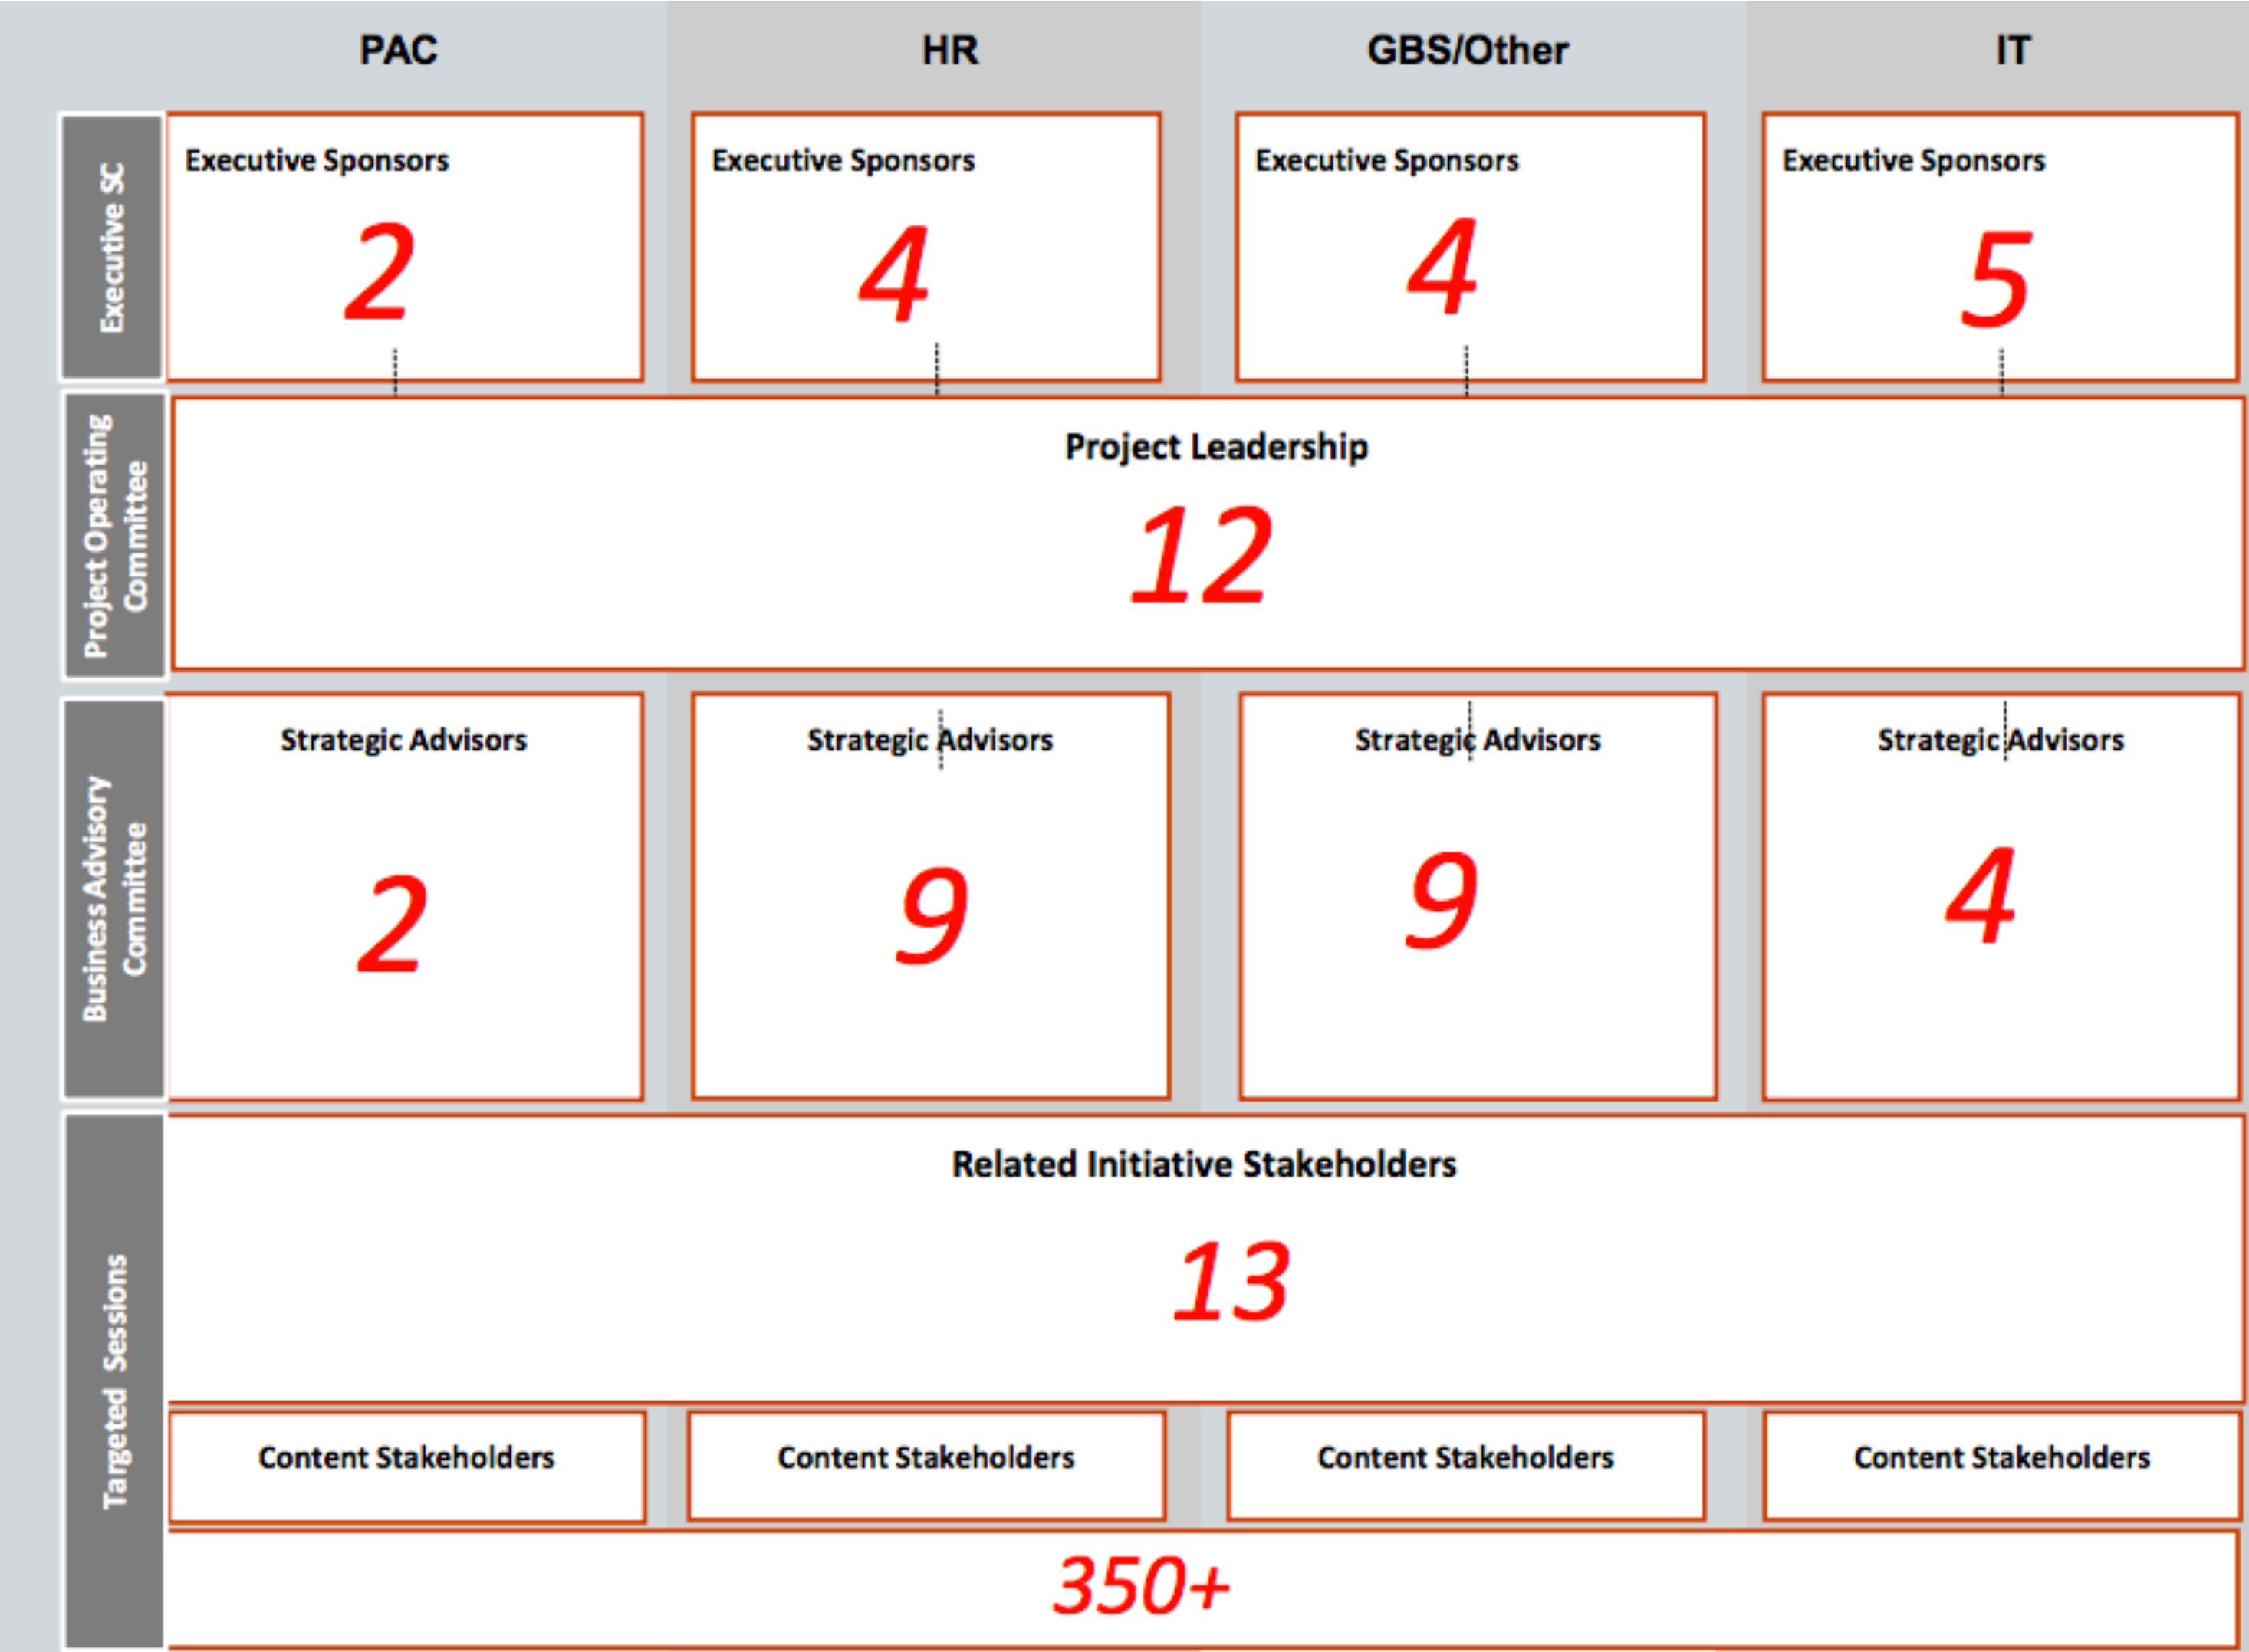 PAC HR GBS/Other IT
Executive SC
Executive Sponsors Executive Sponsors Executive Sponsors Executive Sponsors
2 4 4 5
Project Operating
Committee
Project Leadership
12
Business Advisory
Committee
Strategic Advisors Strategic Advisors Strategic Advisors Strategic Advisors
2 9 9 4
Targeted Sessions
Related Initiative Stakeholders
13
Content Stakeholders Content Stakeholders Content Stakeholders Content Stakeholders
350+